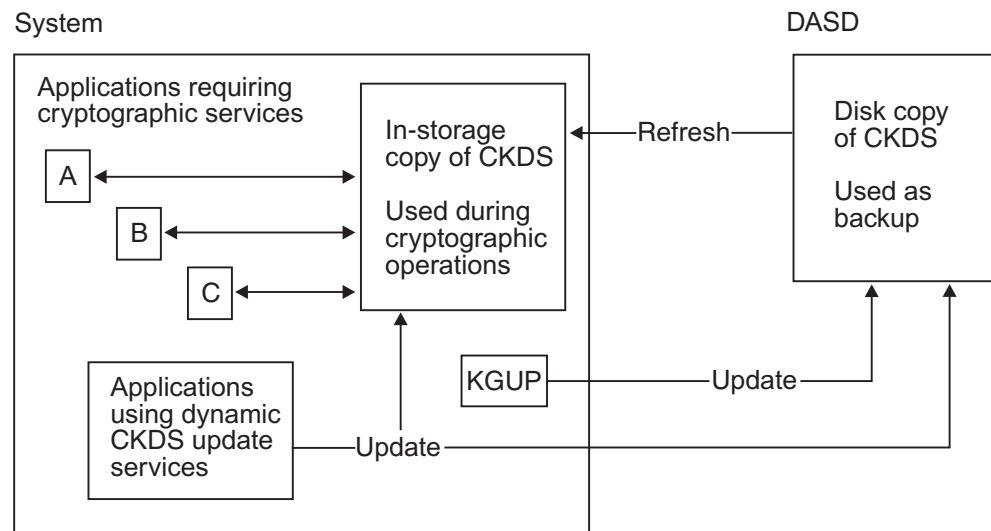 System
DASD
Applications requiring
cryptographic services
A
B
C
In-storage
copy of CKDS
Used during
cryptographic
operations
Refresh
Disk copy
of CKDS
Used as
backup
KGUP
Update
Applications
using dynamic
CKDS update
services
Update